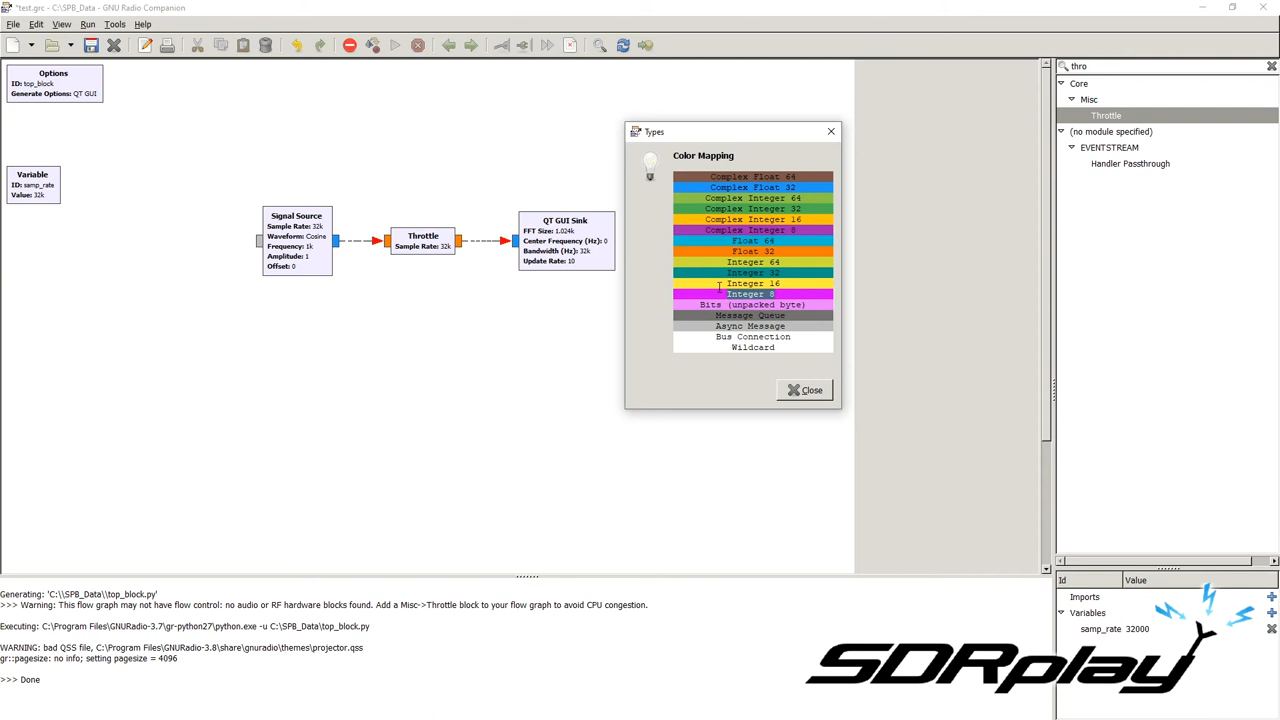 *test.grc - C:\SPB_Data - GNU Radio Companion
File Edit View Run Tools Help
thro
Options
ID: top_block
Generate Options: QT GUI
Variable
ID: samp_rate
Value: 32k
Signal Source
Sample Rate: 32k
Waveform: Cosine
Frequency: 1k
Amplitude: 1
Offset: 0
Throttle
Sample Rate: 32k
QT GUI Sink
FFT Size: 1.024k
Center Frequency (Hz): 0
Bandwidth (Hz): 32k
Update Rate: 10
Types
Color Mapping
Complex Float 64
Complex Float 32
Complex Integer 64
Complex Integer 32
Complex Integer 16
Complex Integer 8
Float 64
Float 32
Integer 64
Integer 32
Integer 16
Integer 8
Bits (unpacked byte)
Message Queue
Async Message
Bus Connection
Wildcard
Close
Core
Misc
Throttle
(no module specified)
EVENTSTREAM
Handler Passthrough
Generating: 'C:\\SPB_Data\\top_block.py'
>>> Warning: This flow graph may not have flow control: no audio or RF hardware blocks found. Add a Misc->Throttle block to your flow graph to avoid CPU congestion.
Executing: C:\Program Files\GNURadio-3.7\gr-python27\python.exe -u C:\SPB_Data\top_block.py
WARNING: bad QSS file, C:\Program Files\GNURadio-3.8\share\gnuradio\themes\projector.qss
gr::pagesize: no info; setting pagesize = 4096
>>> Done
Id Value
Imports
Variables
samp_rate 32000
SDRplay